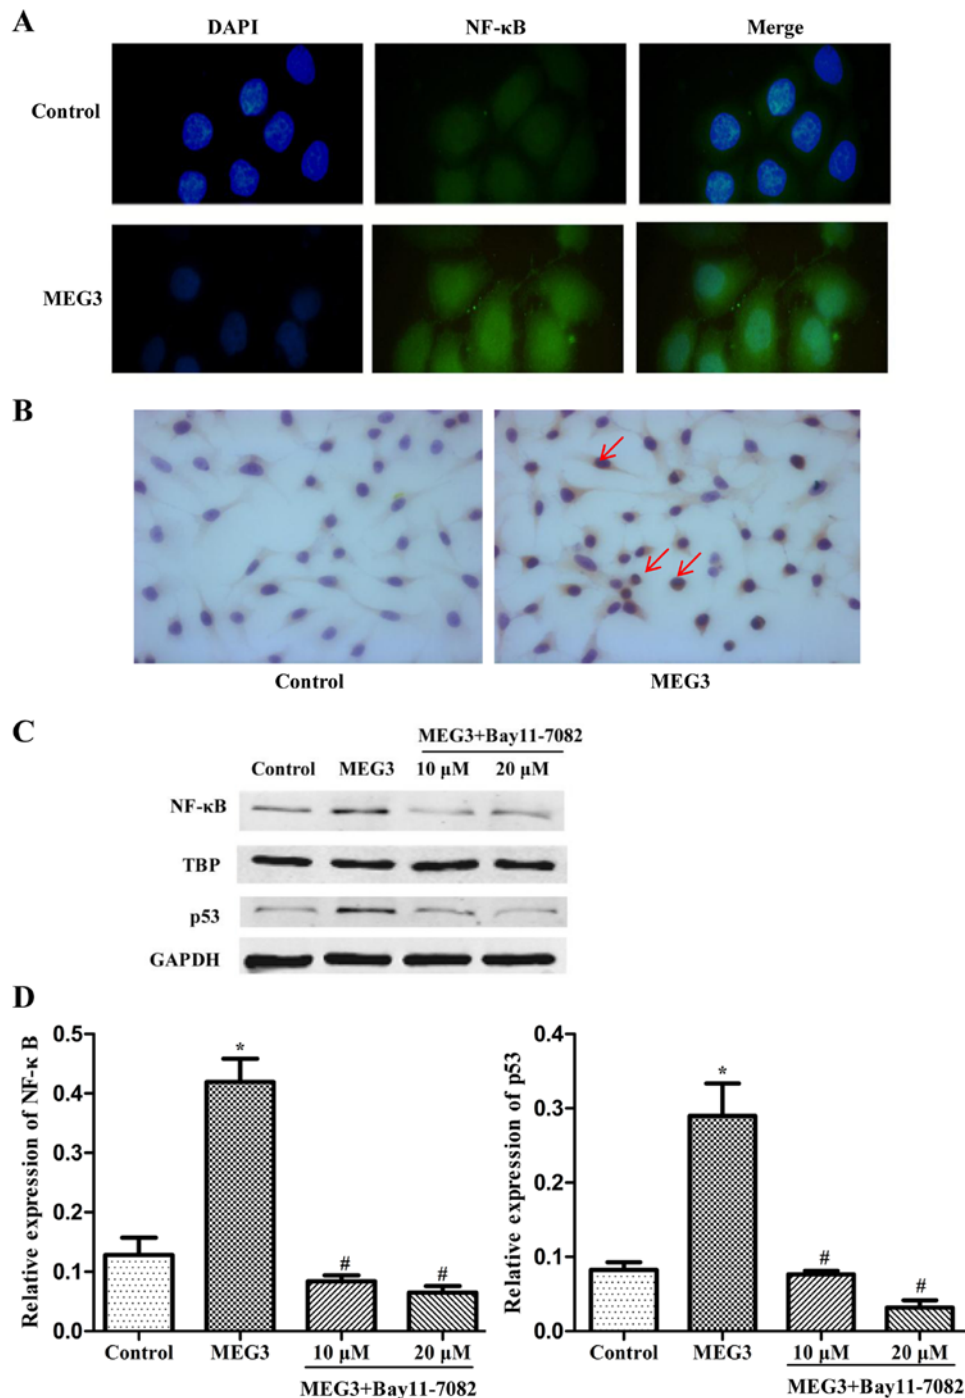 A
DAPI NF-κB Merge
Control
MEG3
B
Control MEG3
C
MEG3+Bay11-7082
Control MEG3 10 μM 20 μM
NF-κB
TBP
p53
GAPDH
D
Relative expression of NF-κ B
0.5
0.4
0.3
0.2
0.1
0.0
*
#
#
Control MEG3 10 μM 20 μM
MEG3+Bay11-7082
Relative expression of p53
0.4
0.3
0.2
0.1
0.0
*
#
#
Control MEG3 10 μM 20 μM
MEG3+Bay11-7082